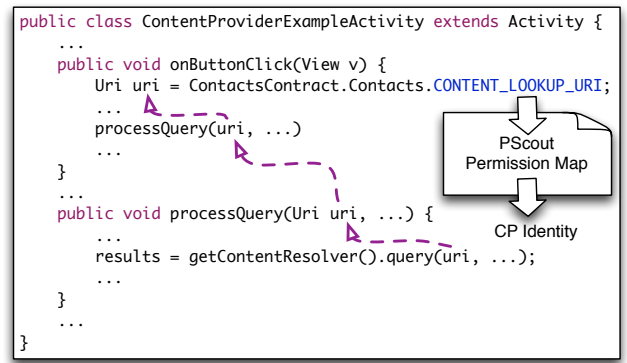 public class ContentProviderExampleActivity extends Activity {
...
public void onButtonClick(View v) {
Uri uri = ContactsContract.Contacts.CONTENT_LOOKUP_URI;
...
processQuery(uri, ...)
...
}
...
public void processQuery(Uri uri, ...) {
...
results = getContentResolver().query(uri, ...);
...
}
...
}
PScout
Permission Map
CP Identity